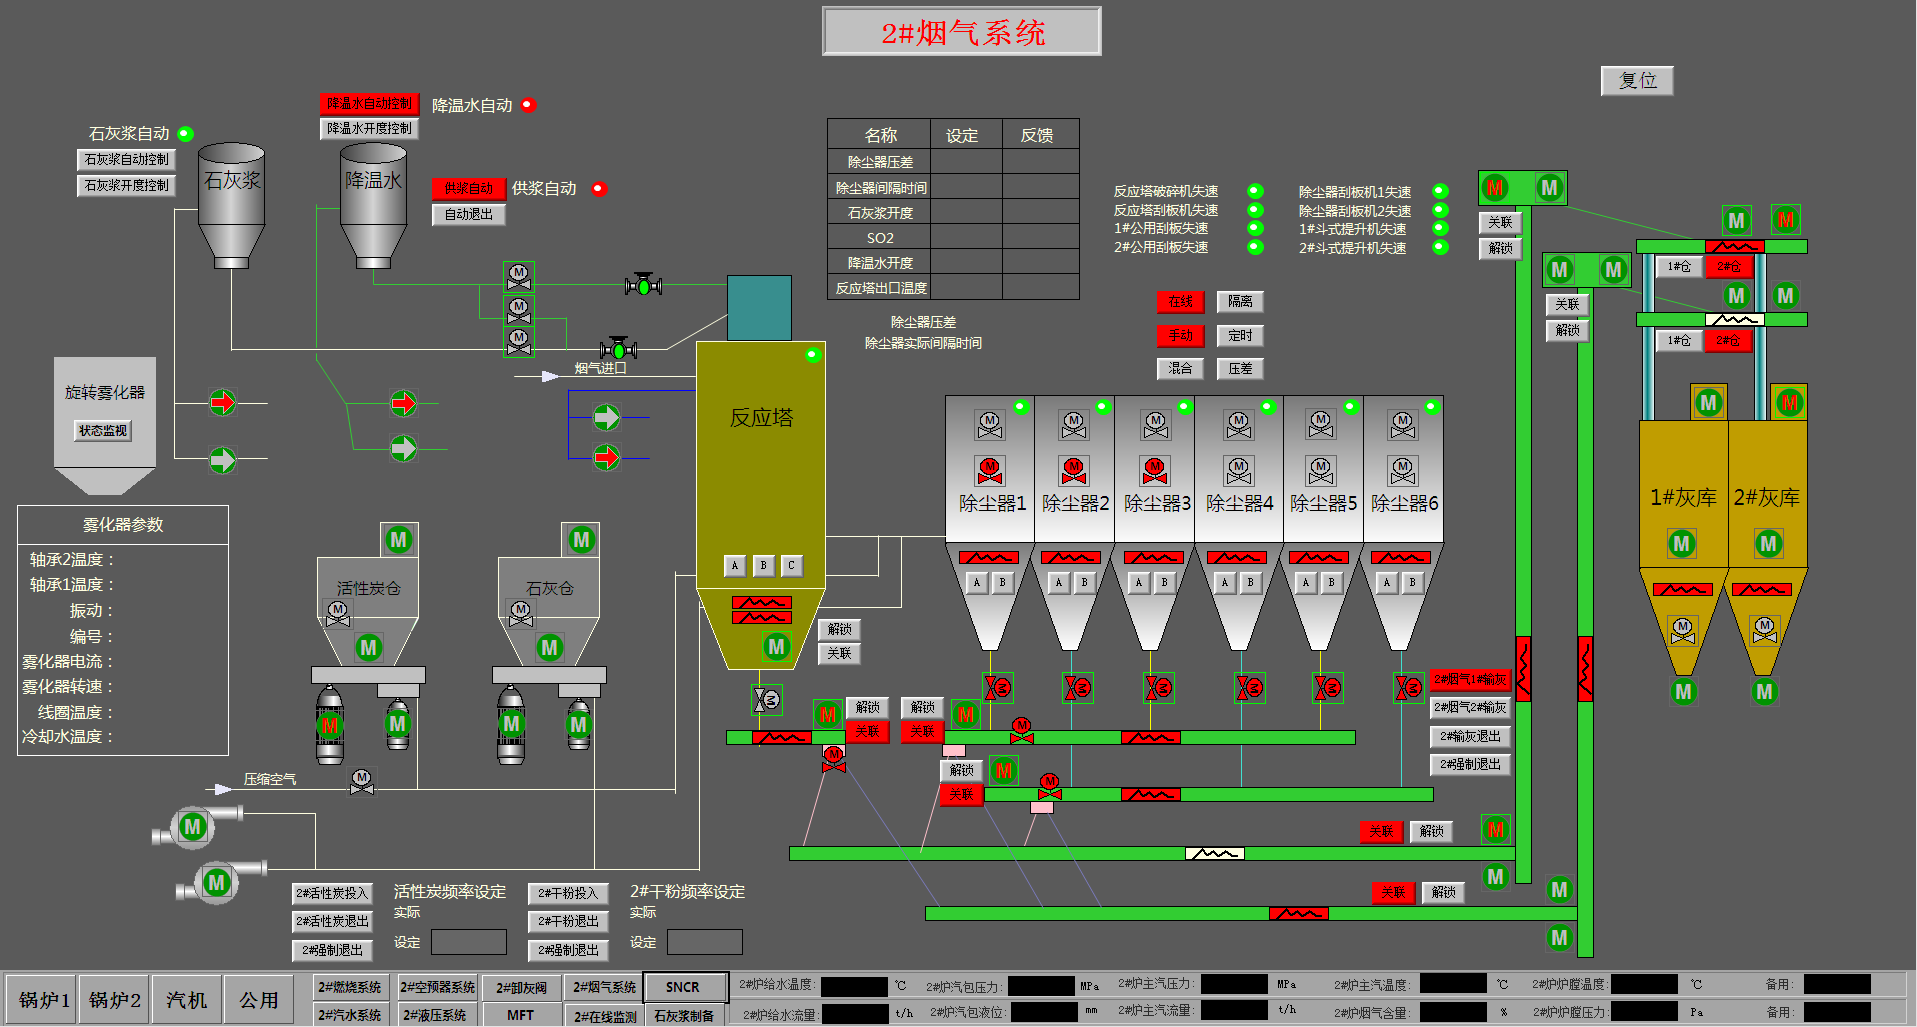 2#烟气系统
复位
降温水自动控制
降温水自动
降温水开度控制
石灰浆自动
石灰浆自动控制
石灰浆开度控制
石灰浆
降温水
供浆自动
供浆自动
自动退出
名称 设定 反馈
除尘器压差
除尘器间隔时间
石灰浆开度
SO2
降温水开度
反应塔出口温度
除尘器压差
除尘器实际间隔时间
反应塔破碎机失速
反应塔刮板机失速
1#公用刮板失速
2#公用刮板失速
除尘器刮板机1失速
除尘器刮板机2失速
1#斗式提升机失速
2#斗式提升机失速
M M
关联
解锁
M M
关联
解锁
M M
1#仓 2#仓
M M
1#仓 2#仓
M M
在线 隔离
手动 定时
混合 压差
M
M
M
烟气进口
旋转雾化器
状态监视
反应塔
A B C
M
解锁
关联
M
除尘器1 除尘器2 除尘器3 除尘器4 除尘器5 除尘器6
M M M M M M
M M M M M M
A B A B A B A B A B A B
M M M M M M
1#灰库 2#灰库
M M
M M
M M
雾化器参数
轴承2温度：
轴承1温度：
振动：
编号：
雾化器电流：
雾化器转速：
线圈温度：
冷却水温度：
M
活性炭仓
M
M
M M
M
石灰仓
M
M
M M
压缩空气
M
M
M
M
解锁
关联
M
解锁
关联
M
M
解锁
关联
M
M
2#烟气1#输灰
2#烟气2#输灰
2#输灰退出
2#强制退出
关联 解锁 M
M
关联 解锁 M
M
2#活性炭投入
2#活性炭退出
2#强制退出
活性炭频率设定
实际
设定
2#干粉投入
2#干粉退出
2#强制退出
2#干粉频率设定
实际
设定
锅炉1 锅炉2 汽机 公用
2#燃烧系统 2#空预器系统 2#卸灰阀 2#烟气系统 SNCR
2#汽水系统 2#液压系统 MFT 2#在线监测 石灰浆制备
2#炉给水温度： ℃ 2#炉汽包压力： MPa 2#炉主汽压力： MPa 2#炉主汽温度： ℃ 2#炉炉膛温度： ℃ 备用：
2#炉给水流量： t/h 2#炉汽包液位： mm 2#炉主汽流量： t/h 2#炉烟气含量： % 2#炉炉膛压力： Pa 备用：